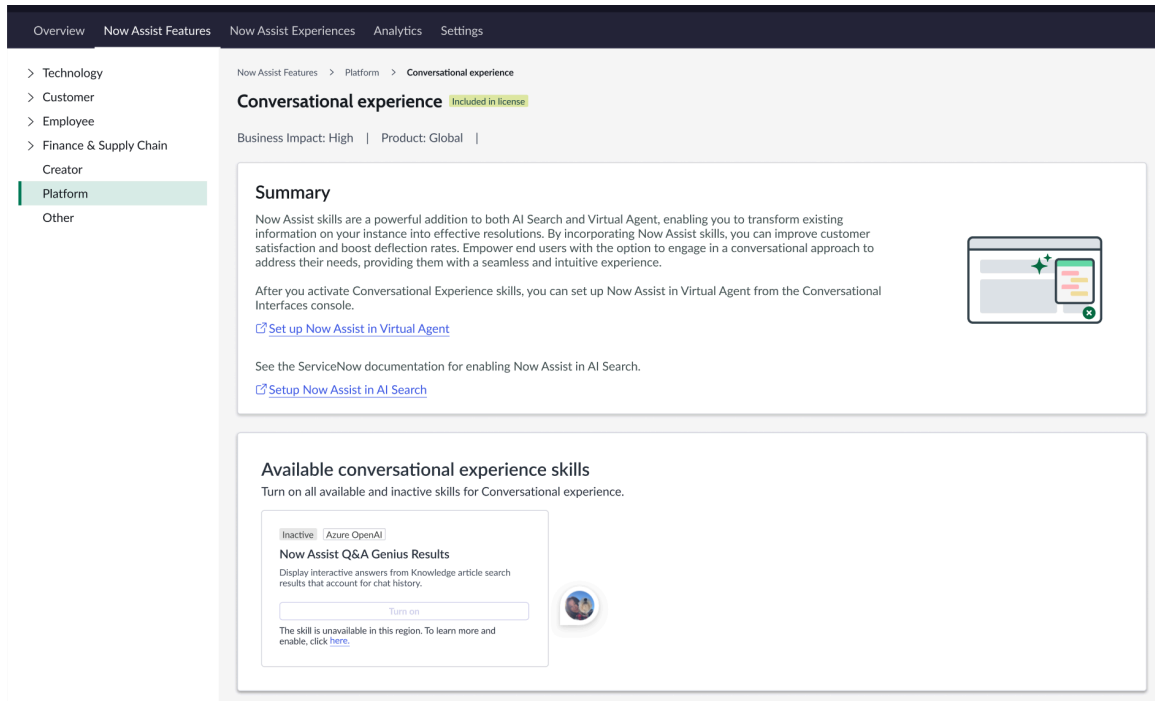 Overview Now Assist Features Now Assist Experiences Analytics Settings
Technology
Customer
Employee
Finance & Supply Chain
Creator
Platform
Other
Now Assist Features > Platform > Conversational experience
Conversational experience Included in license
Business Impact: High | Product: Global |
Summary
Now Assist skills are a powerful addition to both AI Search and Virtual Agent, enabling you to transform existing
information on your instance into effective resolutions. By incorporating Now Assist skills, you can improve customer
satisfaction and boost deflection rates. Empower end users with the option to engage in a conversational approach to
address their needs, providing them with a seamless and intuitive experience.
After you activate Conversational Experience skills, you can set up Now Assist in Virtual Agent from the Conversational
Interfaces console.
Set up Now Assist in Virtual Agent
See the ServiceNow documentation for enabling Now Assist in AI Search.
Setup Now Assist in AI Search
Available conversational experience skills
Turn on all available and inactive skills for Conversational experience.
Inactive Azure OpenAI
Now Assist Q&A Genius Results
Display interactive answers from Knowledge article search
results that account for chat history.
Turn on
The skill is unavailable in this region. To learn more and
enable, click here.